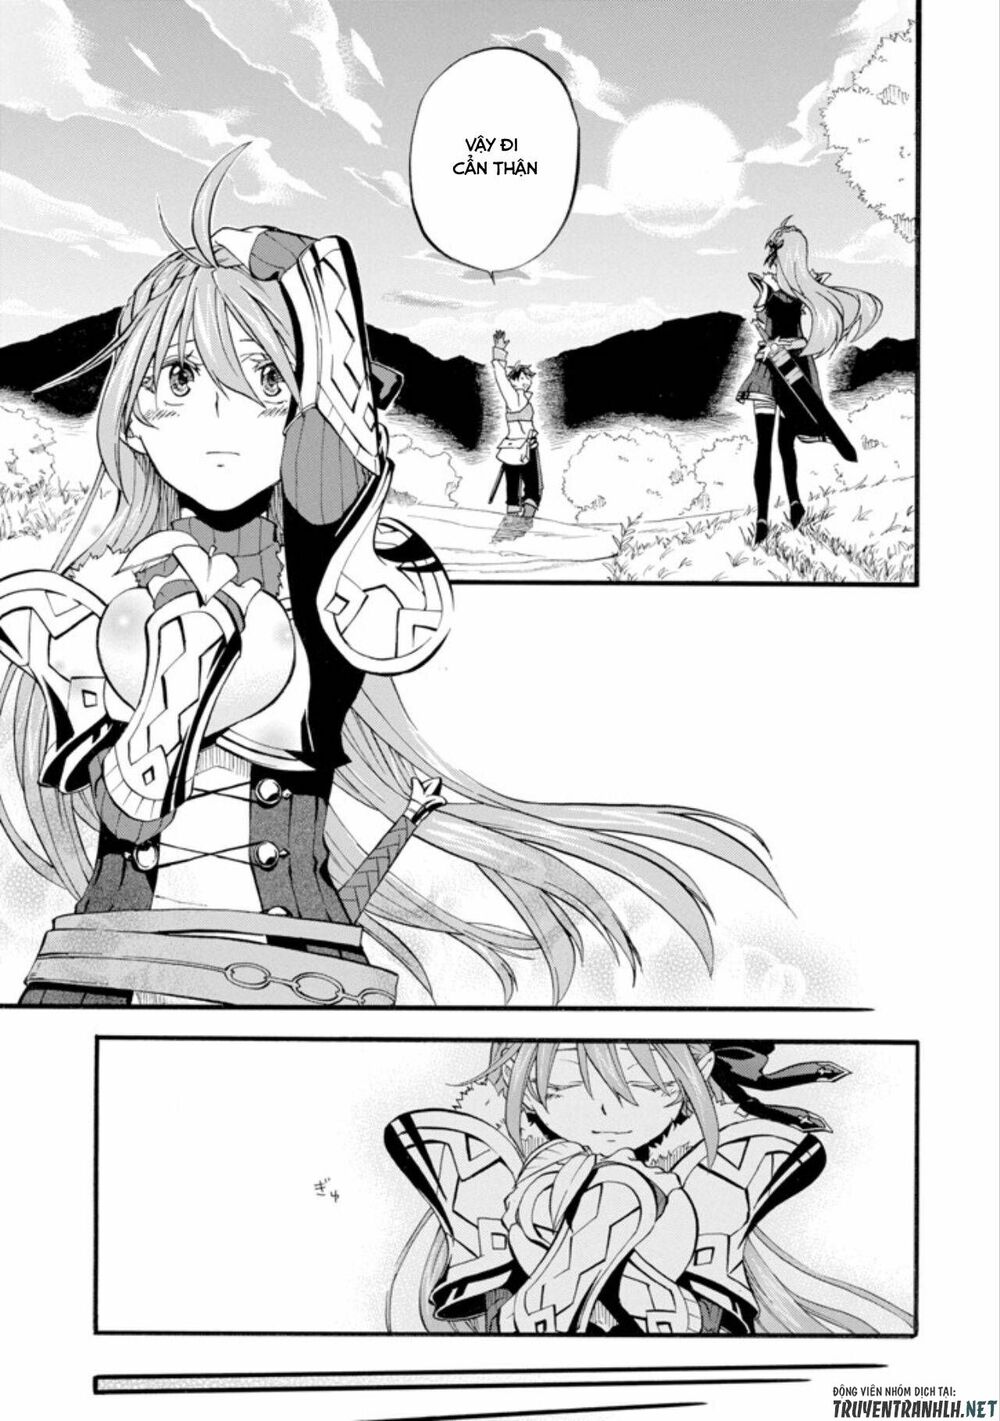 VẬY ĐI
CẨN THẬN
ぎゅ
ĐỘNG VIÊN NHÓM DỊCH TẠI:
TRUYENTRANHLH.NET